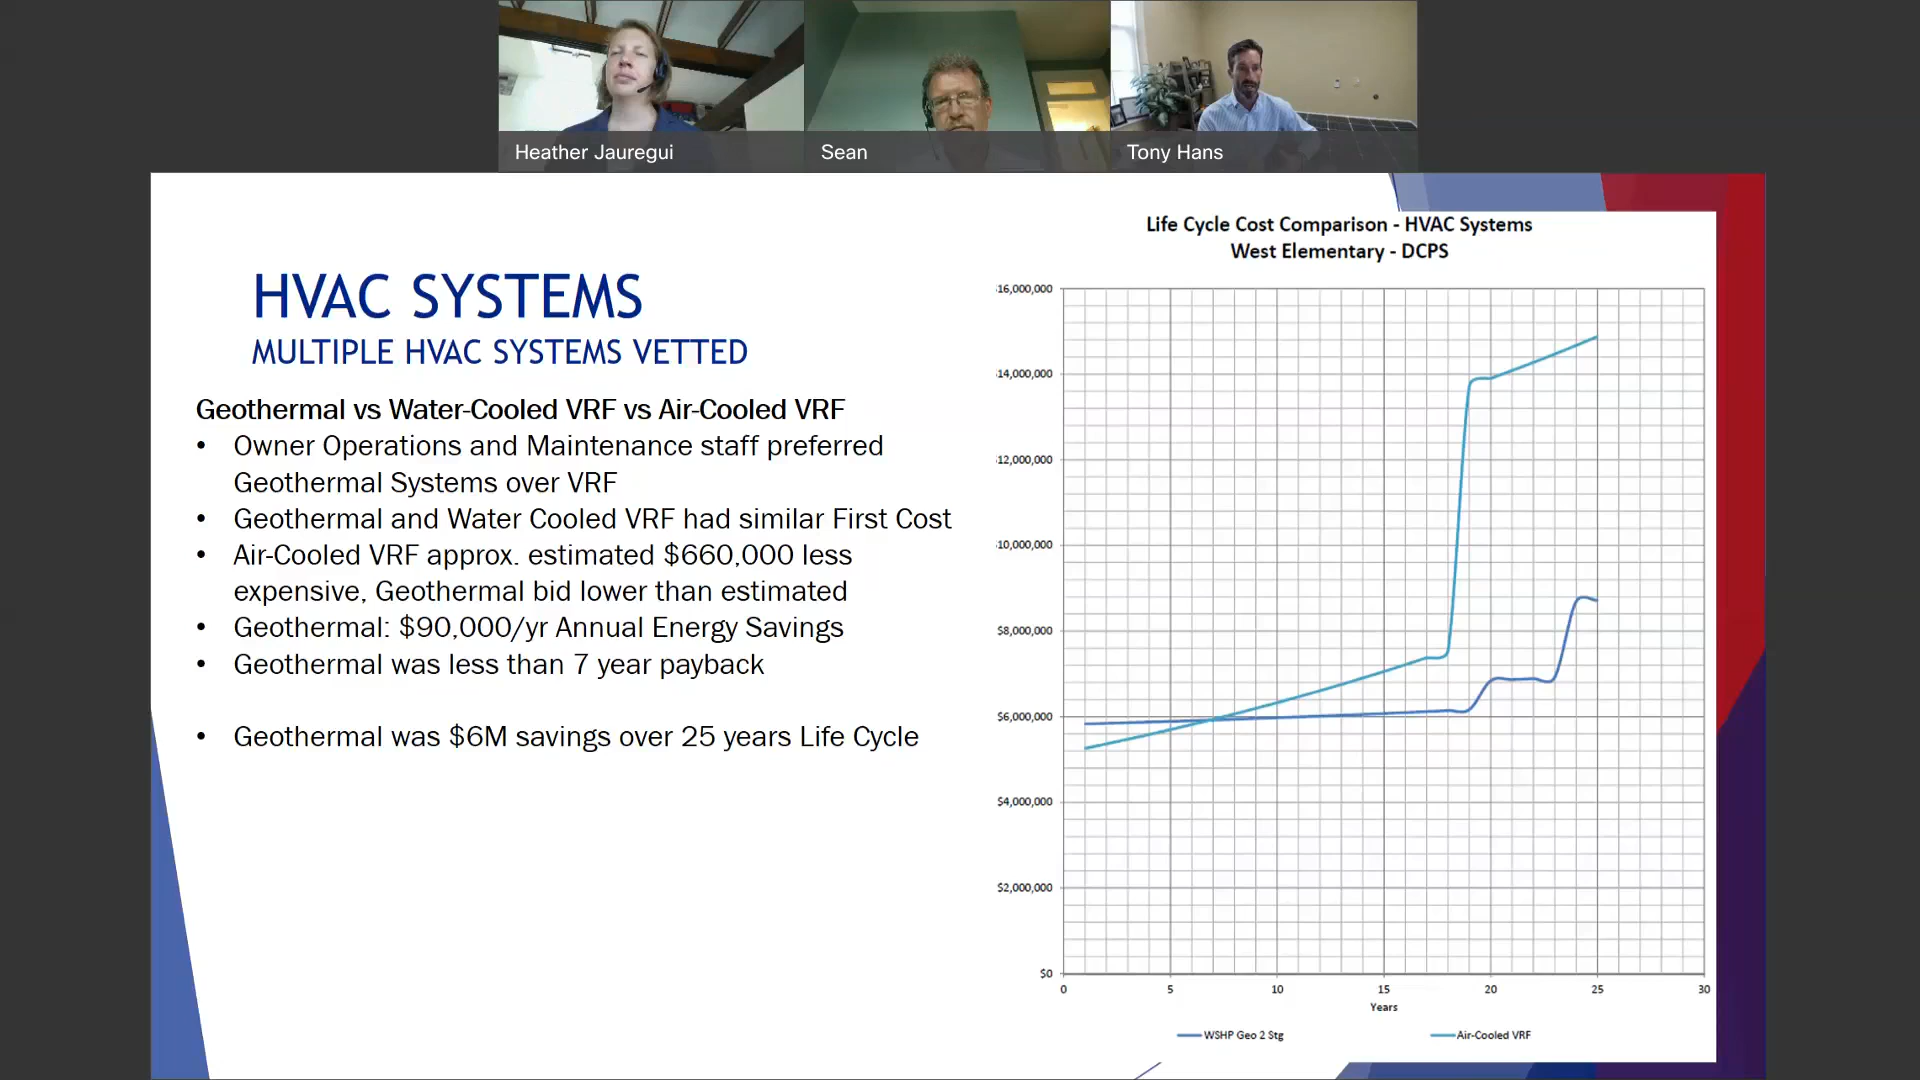 Heather Jauregui
Sean
Tony Hans
HVAC SYSTEMS
MULTIPLE HVAC SYSTEMS VETTED
Geothermal vs Water-Cooled VRF vs Air-Cooled VRF
• Owner Operations and Maintenance staff preferred
Geothermal Systems over VRF
• Geothermal and Water Cooled VRF had similar First Cost
• Air-Cooled VRF approx. estimated $660,000 less
expensive, Geothermal bid lower than estimated
• Geothermal: $90,000/yr Annual Energy Savings
• Geothermal was less than 7 year payback
• Geothermal was $6M savings over 25 years Life Cycle
Life Cycle Cost Comparison - HVAC Systems
West Elementary - DCPS
16,000,000
14,000,000
12,000,000
10,000,000
$8,000,000
$6,000,000
$4,000,000
$2,000,000
$0
0 5 10 15 20 25 30
Years
WSHP Geo 2 Stg
Air-Cooled VRF